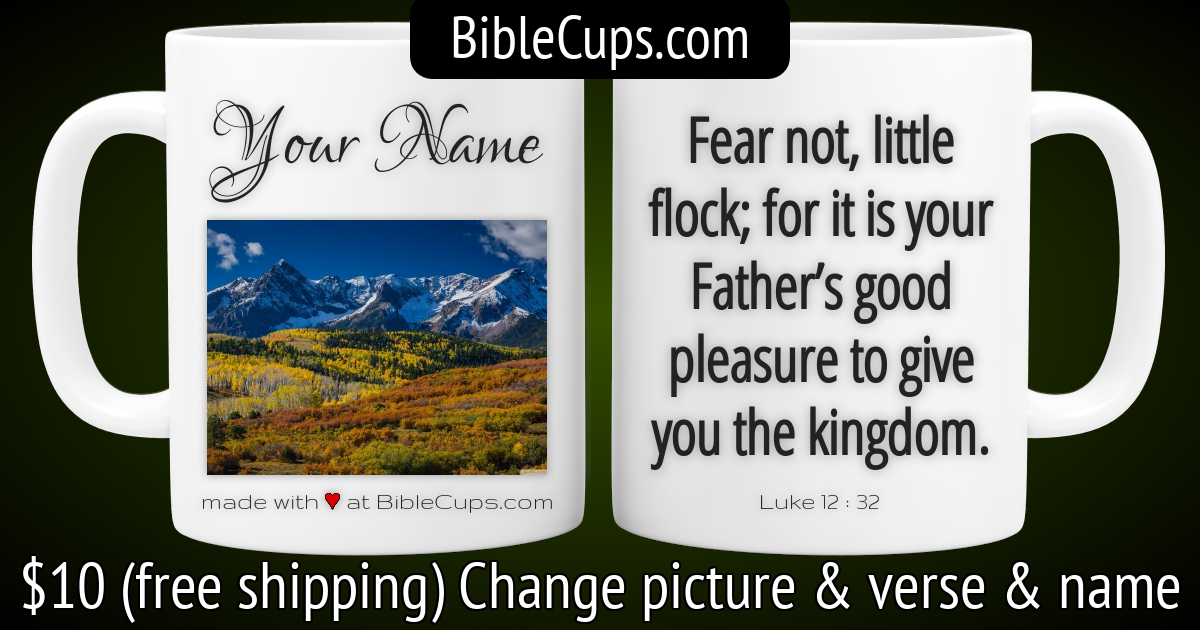 BibleCups.com
Your Name
made with ♥ at BibleCups.com
Fear not, little
flock; for it is your
Father’s good
pleasure to give
you the kingdom.
Luke 12 : 32
$10 (free shipping) Change picture & verse & name